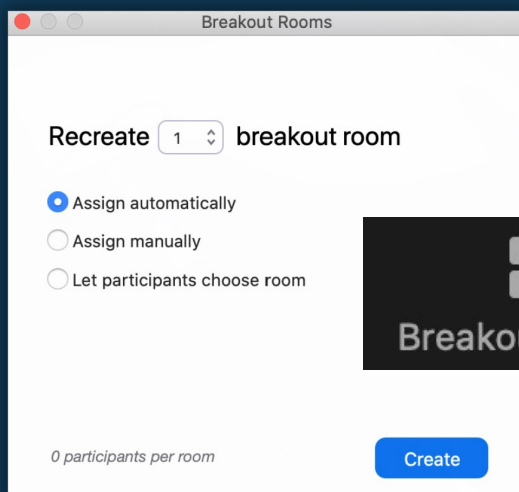 Breakout Rooms
Recreate 1 breakout room
Assign automatically
Assign manually
Let participants choose room
Breako
0 participants per room
Create